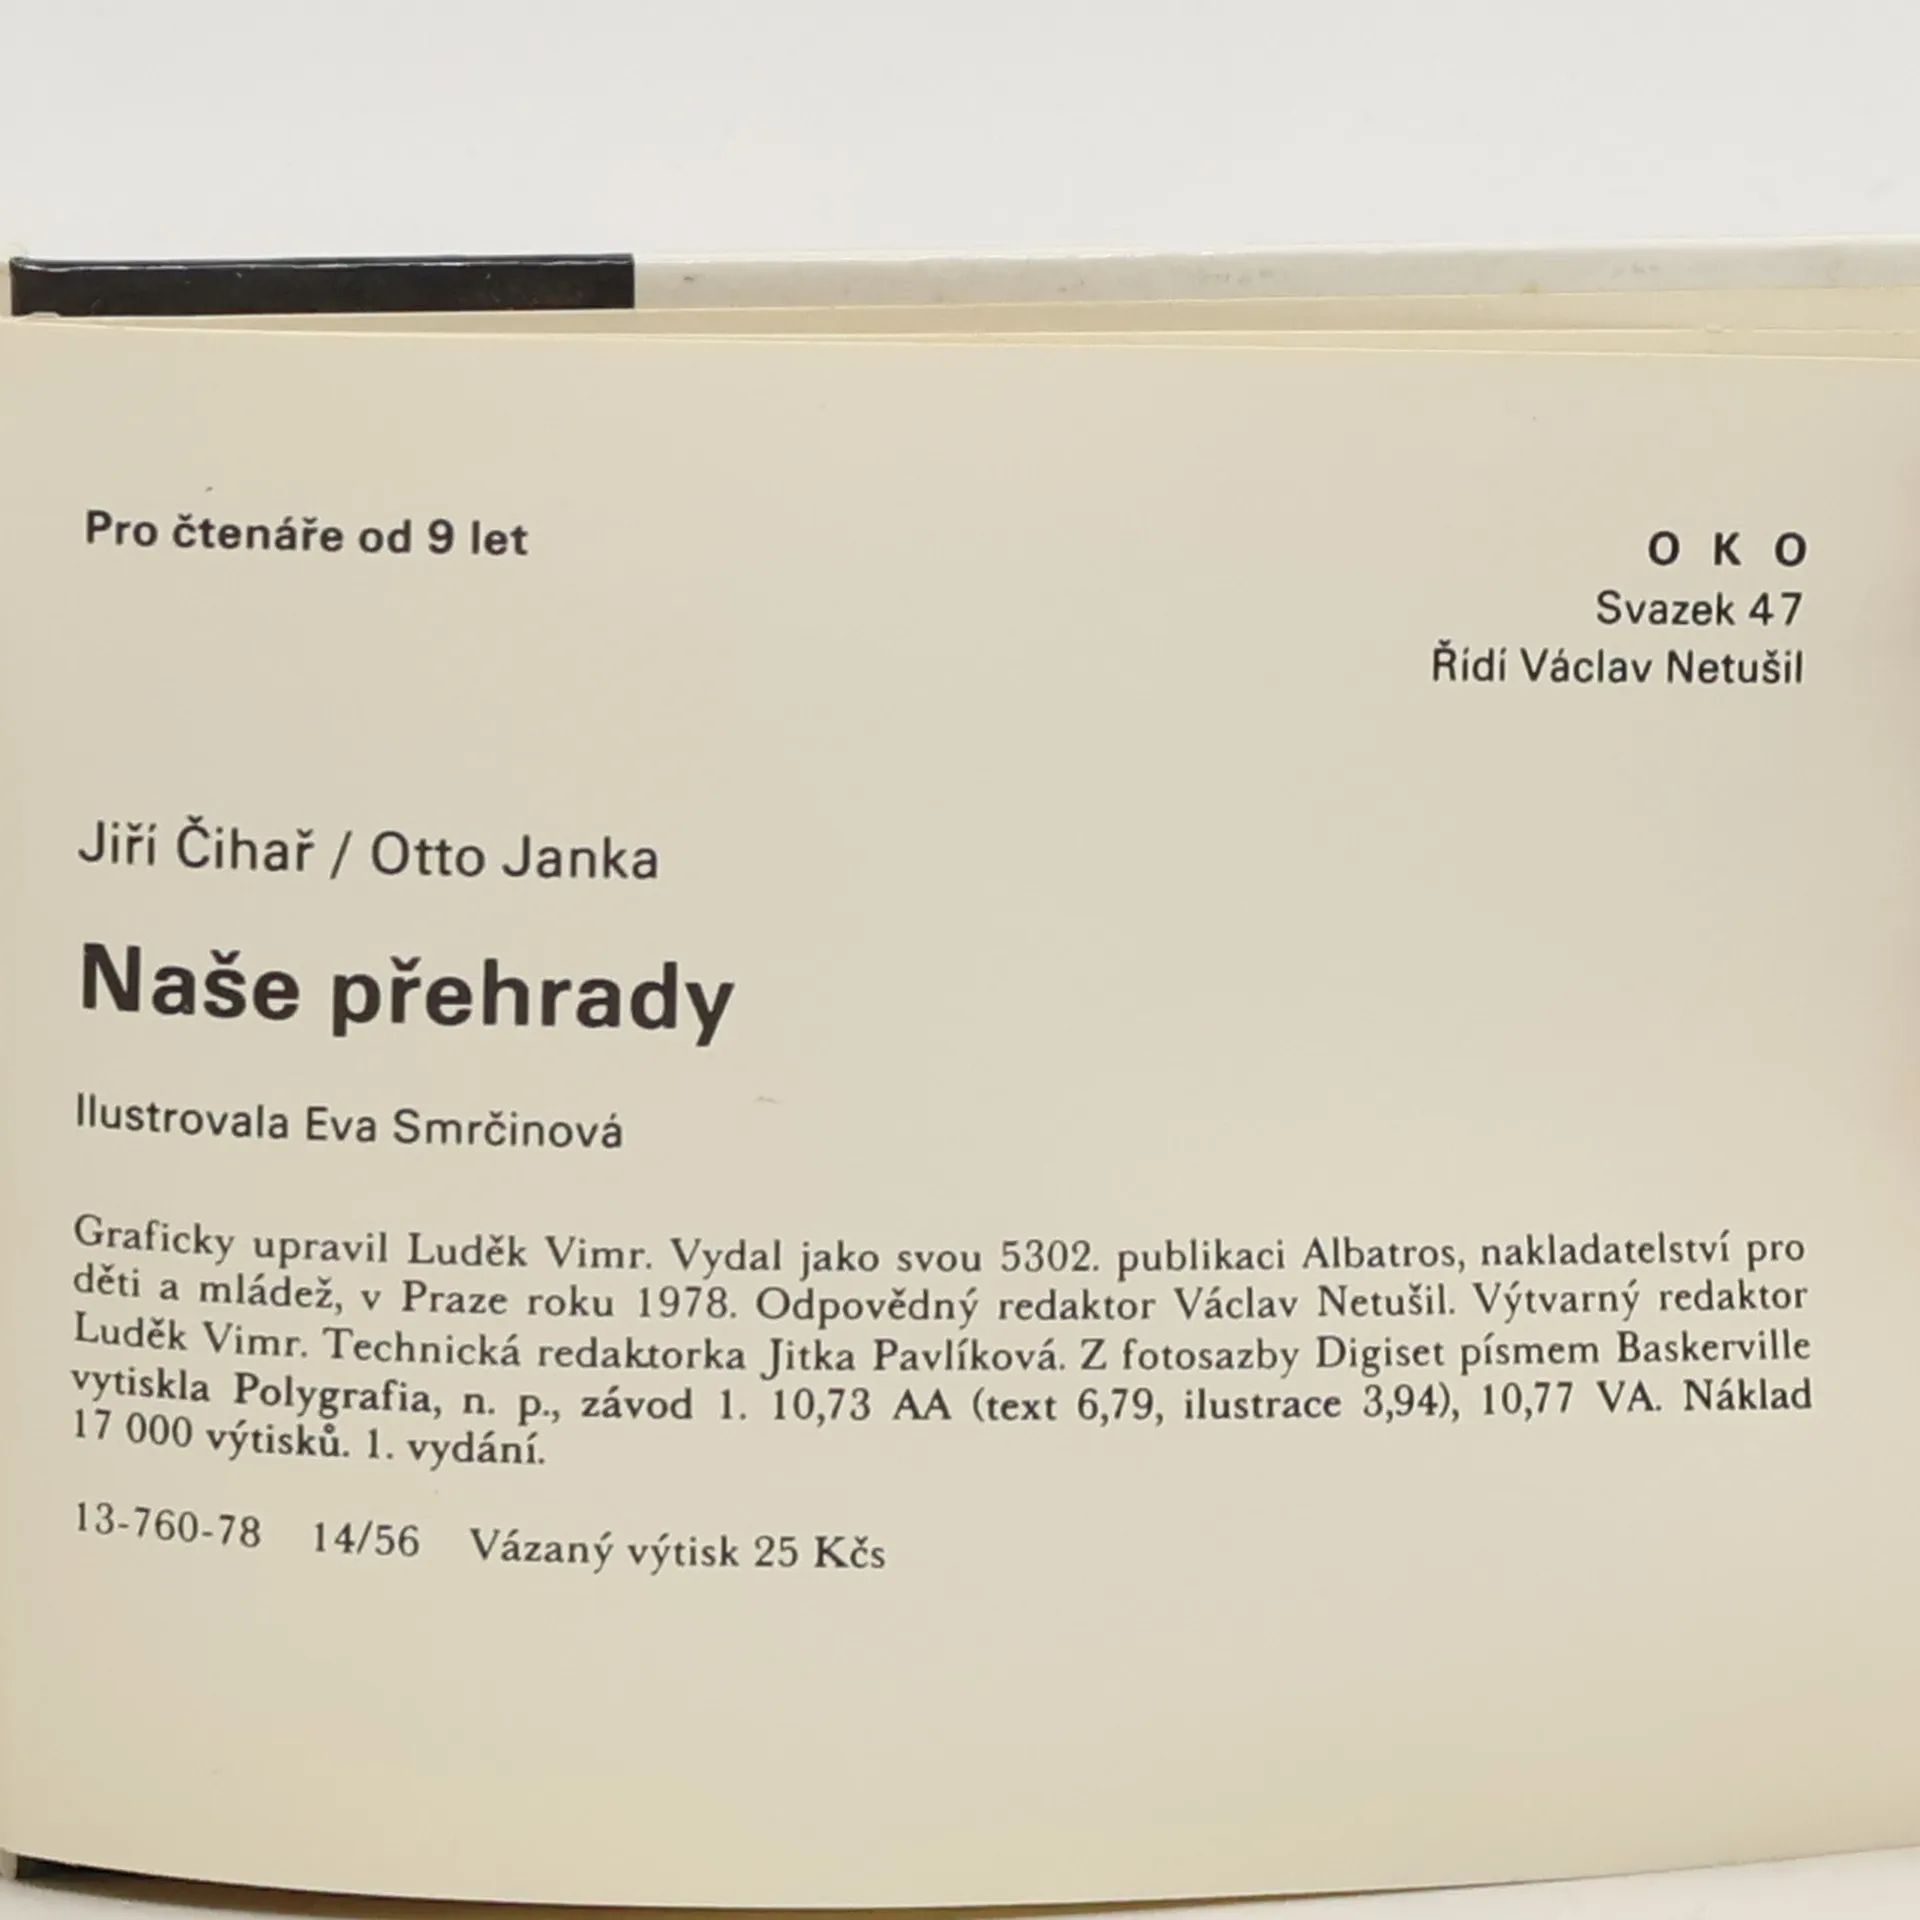 Pro čtenáře od 9 let
O K O
Svazek 47
Řídí Václav Netušil
Jiří Čihař / Otto Janka
Naše přehrady
Ilustrovala Eva Smrčinová
Graficky upravil Luděk Vimr. Vydal jako svou 5302. publikaci Albatros, nakladatelství pro
děti a mládež, v Praze roku 1978. Odpovědný redaktor Václav Netušil. Výtvarný redaktor
Luděk Vimr. Technická redaktorka Jitka Pavlíková. Z fotosazby Digiset písmem Baskerville
vytiskla Polygrafia, n. p., závod 1. 10,73 AA (text 6,79, ilustrace 3,94), 10,77 VA. Náklad
17 000 výtisků. 1. vydání.
13-760-78 14/56 Vázaný výtisk 25 Kčs